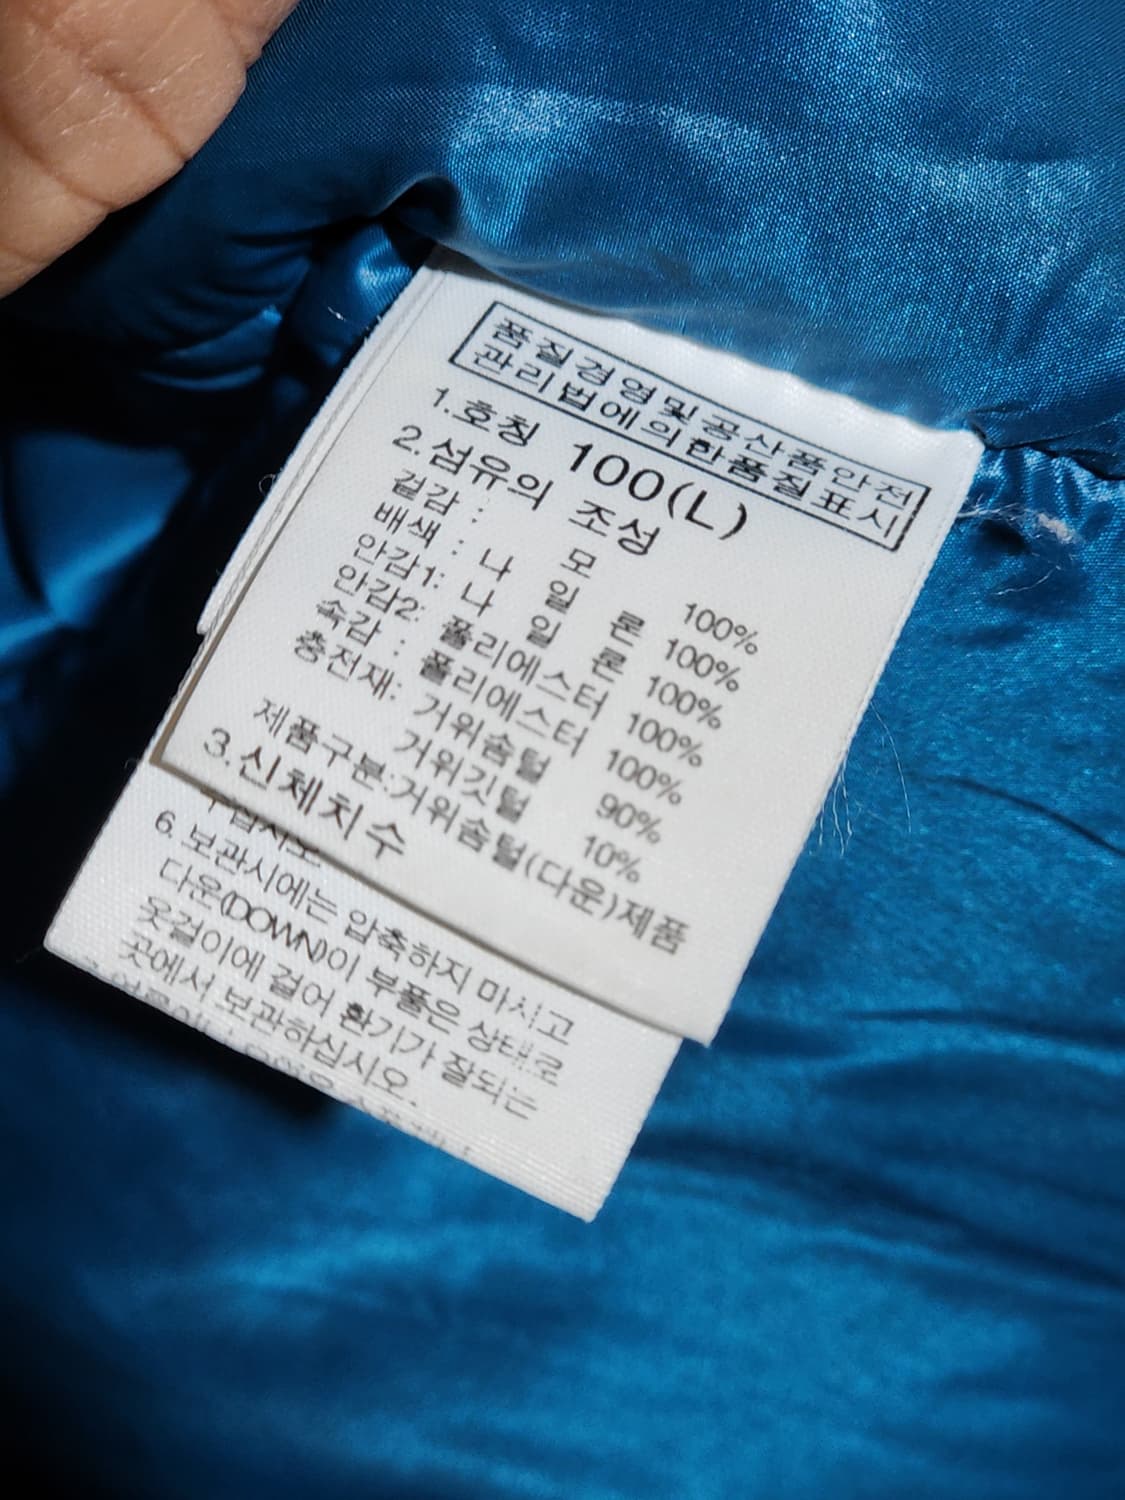 품질경영및공산품안전
관리법에의한품질표시
1.호칭 100(L)
2.섬유의 조성
겉감 : 모 100%
배색 : 나 일 론 100%
안감1: 나 일 론 100%
안감2: 폴리에스터 100%
속감 : 폴리에스터 100%
충전재: 거위솜털 90%
거위깃털 10%
제품구분:거위솜털(다운)제품
3.신체치수
6. 보관시에는 압축하지 마시고
다운(DOWN)이 부풀은 상태로
옷걸이에 걸어 환기가 잘되는
곳에서 보관하십시오.